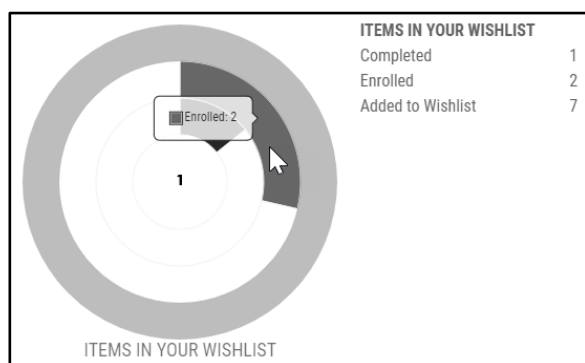 ITEMS IN YOUR WISHLIST
Completed 1
Enrolled 2
Added to Wishlist 7
Enrolled: 2
1
ITEMS IN YOUR WISHLIST